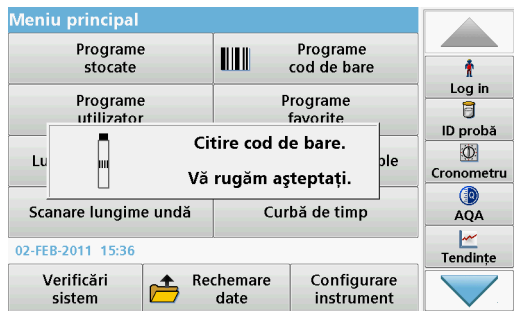 Meniu principal
Programe
stocate
Programe
cod de bare
Programe
utilizator
Programe
favorite
Lu
ple
Citire cod de bare.
Vă rugăm aşteptaţi.
Scanare lungime undă
Curbă de timp
02-FEB-2011 15:36
Verificări
sistem
Rechemare
date
Configurare
instrument
Log in
ID probă
Cronometru
AQA
Tendinţe